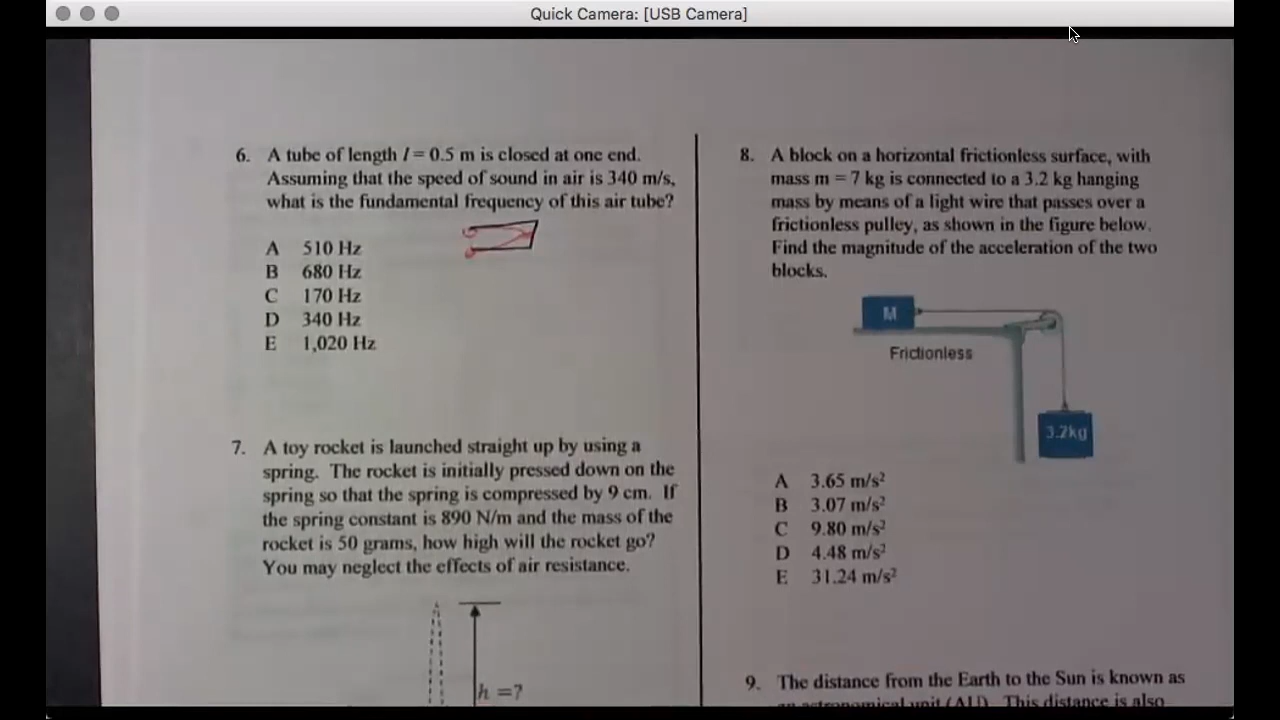 Quick Camera: [USB Camera]
6. A tube of length l = 0.5 m is closed at one end.
Assuming that the speed of sound in air is 340 m/s,
what is the fundamental frequency of this air tube?
A 510 Hz
B 680 Hz
C 170 Hz
D 340 Hz
E 1,020 Hz
7. A toy rocket is launched straight up by using a
spring. The rocket is initially pressed down on the
spring so that the spring is compressed by 9 cm. If
the spring constant is 890 N/m and the mass of the
rocket is 50 grams, how high will the rocket go?
You may neglect the effects of air resistance.
h =?
8. A block on a horizontal frictionless surface, with
mass m = 7 kg is connected to a 3.2 kg hanging
mass by means of a light wire that passes over a
frictionless pulley, as shown in the figure below.
Find the magnitude of the acceleration of the two
blocks.
M
Frictionless
3.2kg
A 3.65 m/s²
B 3.07 m/s²
C 9.80 m/s²
D 4.48 m/s²
E 31.24 m/s²
9. The distance from the Earth to the Sun is known as
an astronomical unit (AU). This distance is also